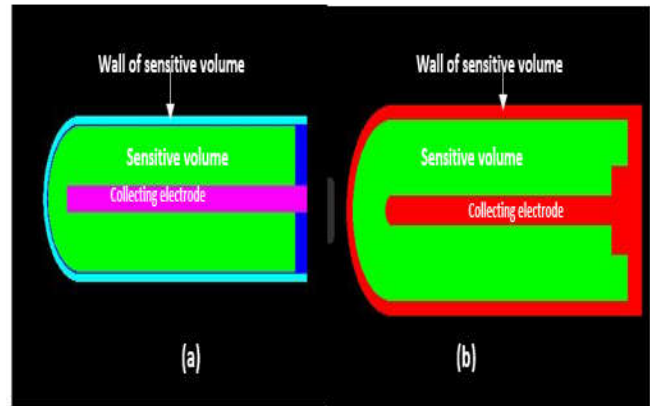 Wall of sensitive volume
Sensitive volume
Collecting electrode
(a)
Wall of sensitive volume
Sensitive volume
Collecting electrode
(b)